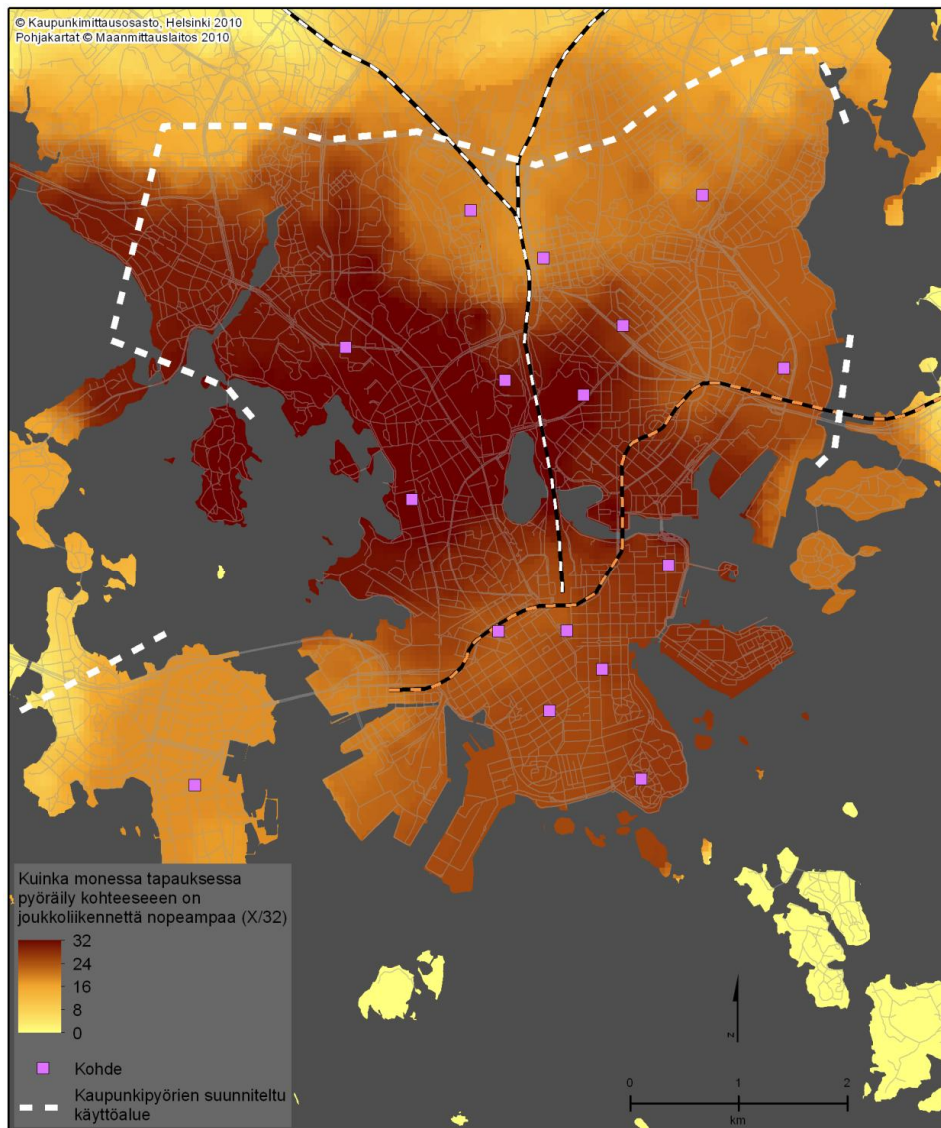 © Kaupunkimittausosasto, Helsinki 2010
Pohjakartat © Maanmittauslaitos 2010
Kuinka monessa tapauksessa
pyöräily kohteeseeen on
joukkoliikennettä nopeampaa (X/32)
32
24
16
8
0
Kohde
Kaupunkipyörien suunniteltu
käyttöalue
N
0 1 2
km